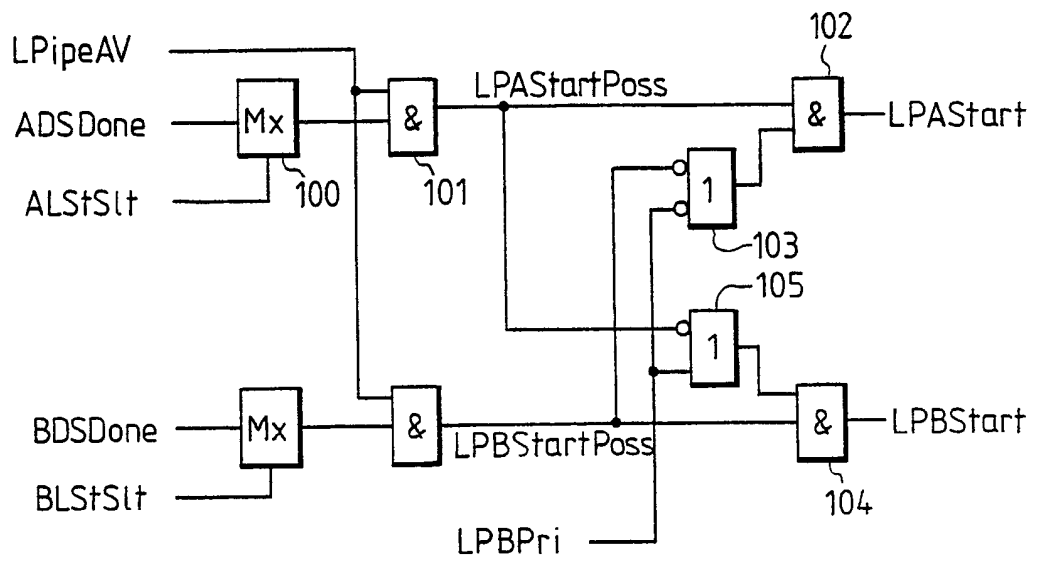 102
LPipeAV
LPAStartPoss
ADSDone
Mx
&
&
LPAStart
ALStSlt
100
101
1
103
105
1
BDSDone
Mx
&
LPBStartPoss
&
LPBStart
BLStSlt
104
LPBPri